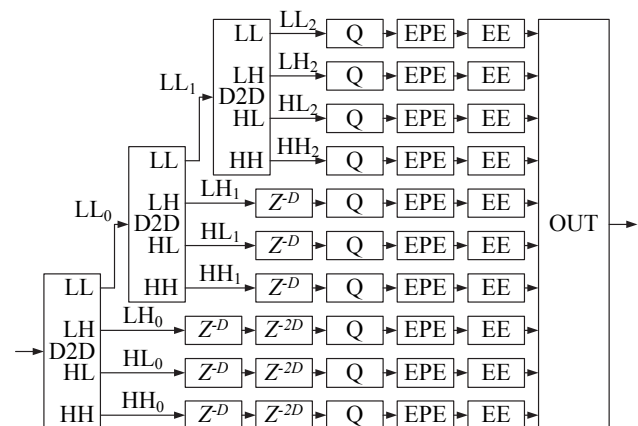 LL LL₂ Q EPE EE
LH LH₂ Q EPE EE
LL₁ D2D
HL HL₂ Q EPE EE
HH HH₂ Q EPE EE
LL
LH LH₁ Z⁻ᴰ Q EPE EE
LL₀ D2D OUT
HL HL₁ Z⁻ᴰ Q EPE EE
HH HH₁ Z⁻ᴰ Q EPE EE
LL
LH LH₀ Z⁻ᴰ Z⁻²ᴰ Q EPE EE
D2D
HL HL₀ Z⁻ᴰ Z⁻²ᴰ Q EPE EE
HH HH₀ Z⁻ᴰ Z⁻²ᴰ Q EPE EE